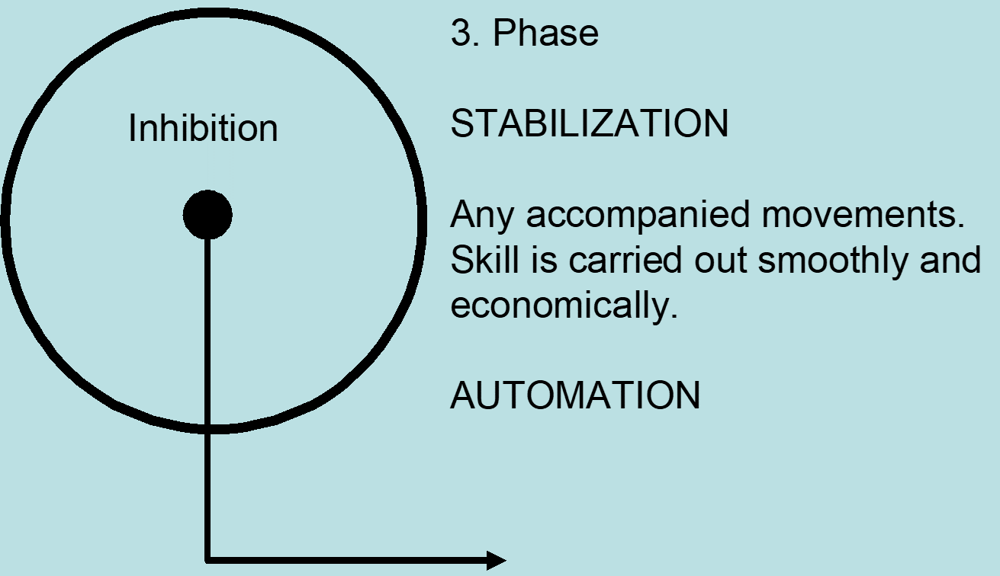 Inhibition
3. Phase
STABILIZATION
Any accompanied movements.
Skill is carried out smoothly and
economically.
AUTOMATION